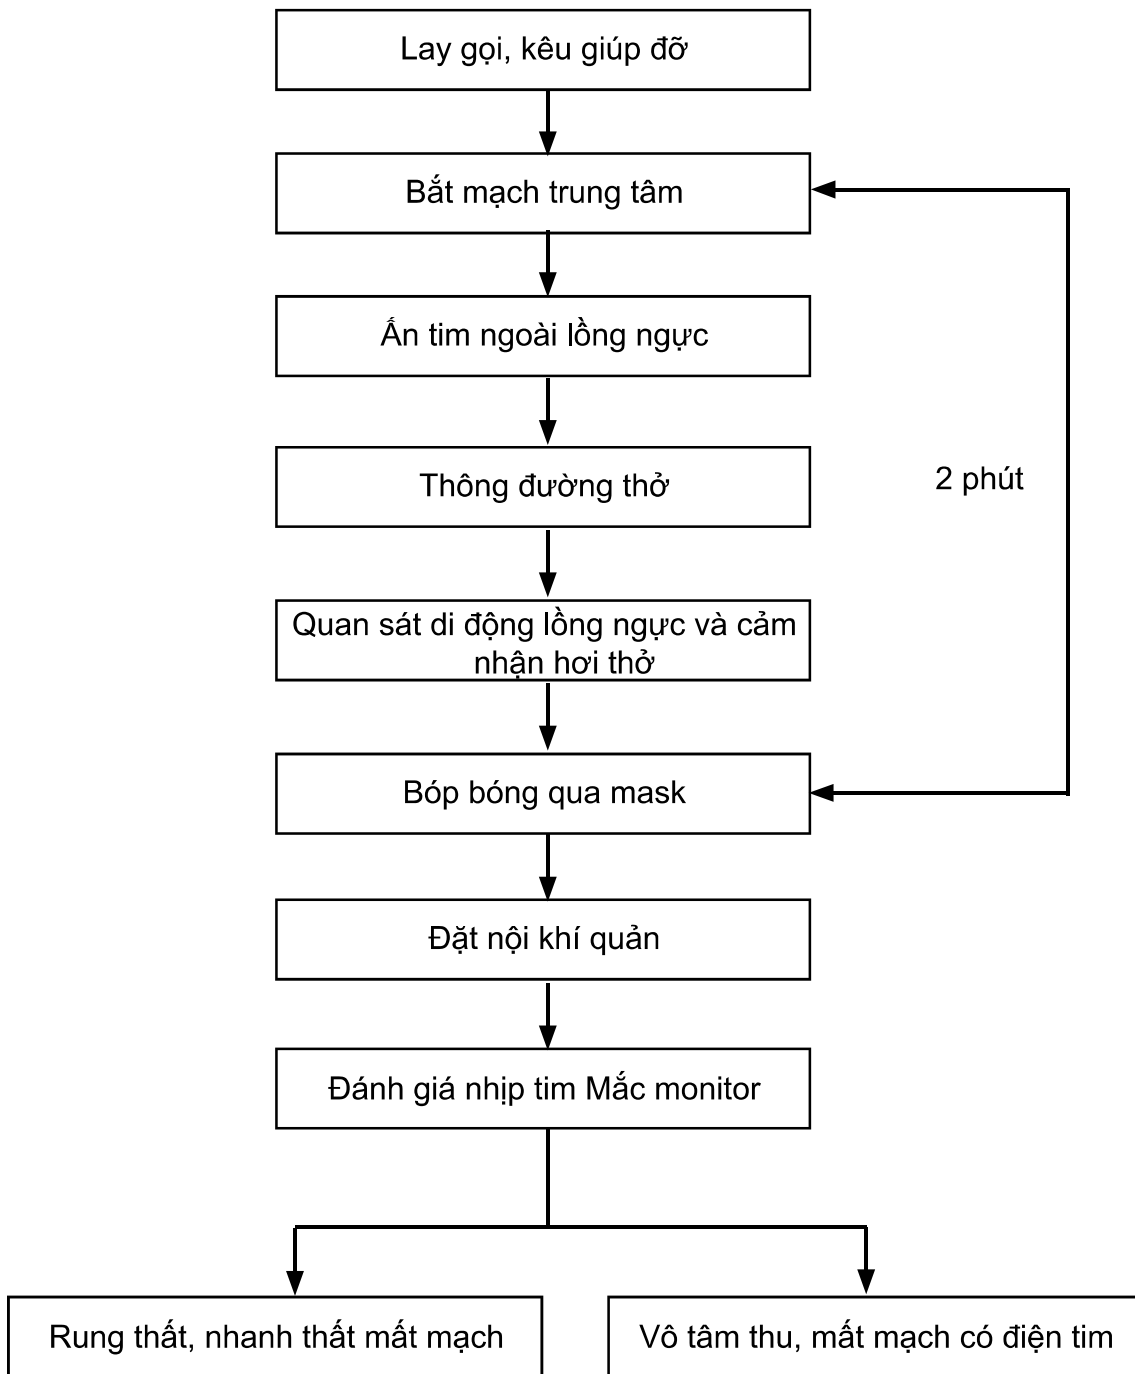 Lay gọi, kêu giúp đỡ
Bắt mạch trung tâm
Ấn tim ngoài lồng ngực
Thông đường thở
2 phút
Quan sát di động lồng ngực và cảm
nhận hơi thở
Bóp bóng qua mask
Đặt nội khí quản
Đánh giá nhịp tim Mắc monitor
Rung thất, nhanh thất mất mạch
Vô tâm thu, mất mạch có điện tim